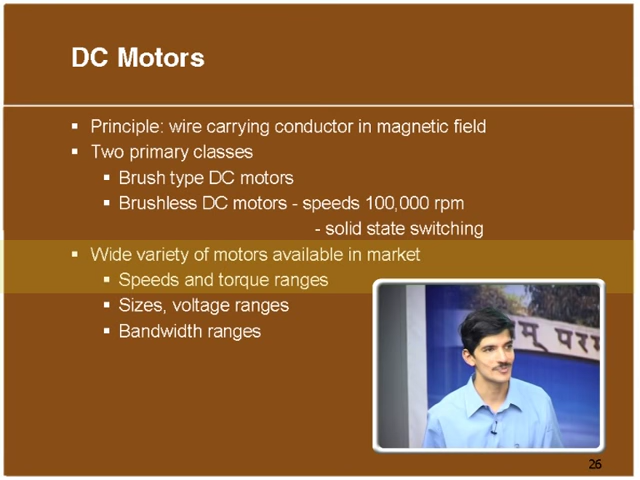 DC Motors
▪ Principle: wire carrying conductor in magnetic field
▪ Two primary classes
▪ Brush type DC motors
▪ Brushless DC motors - speeds 100,000 rpm
- solid state switching
▪ Wide variety of motors available in market
▪ Speeds and torque ranges
▪ Sizes, voltage ranges
▪ Bandwidth ranges
परम
26